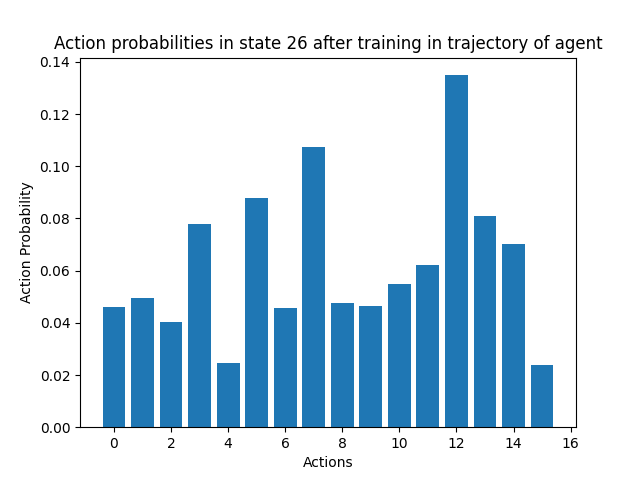 Action probabilities in state 26 after training in trajectory of agent
0.14
0.12
0.10
0.08
0.06
0.04
0.02
0.00
Action Probability
0 2 4 6 8 10 12 14 16
Actions